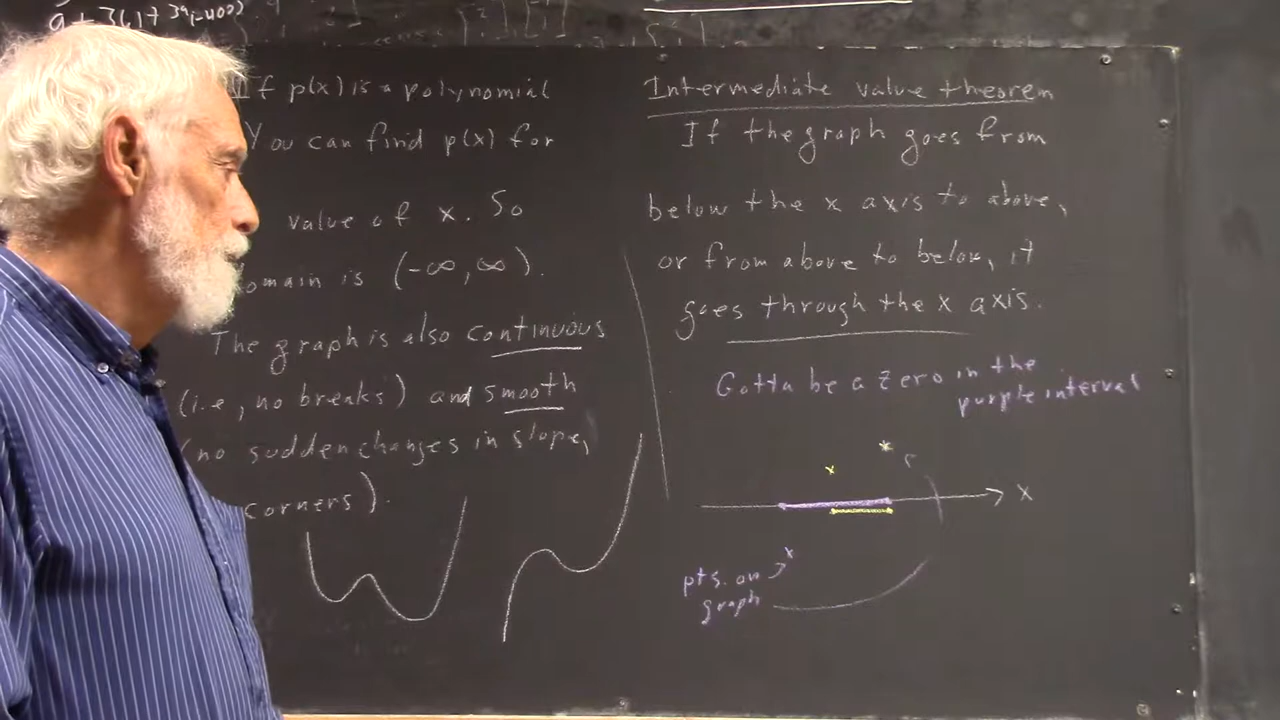 If p(x) is a polynomial
You can find p(x) for
value of x. So
omain is (-∞, ∞).
The graph is also continuous
(i.e, no breaks) and smooth
(no sudden changes in slope,
corners).
Intermediate value theorem
If the graph goes from
below the x axis to above,
or from above to below, it
goes through the x axis.
Gotta be a zero in the
purple interval
x
x
x
pts. on
graph